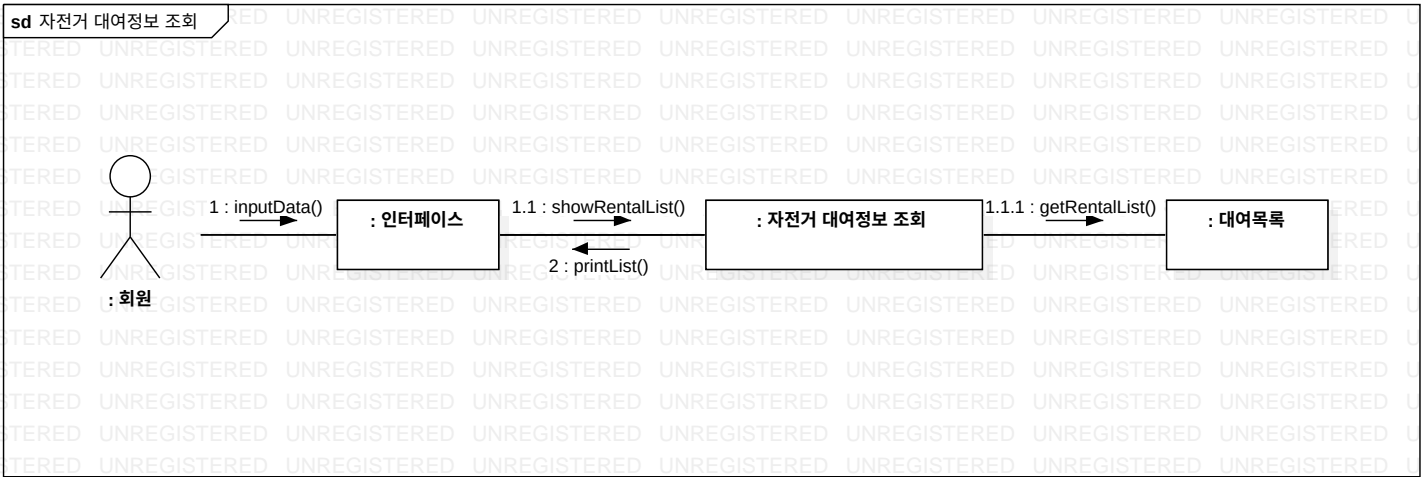 sd 자전거 대여정보 조회
1 : inputData()
: 인터페이스
1.1 : showRentalList()
2 : printList()
: 자전거 대여정보 조회
1.1.1 : getRentalList()
: 대여목록
: 회원
UNREGISTERED